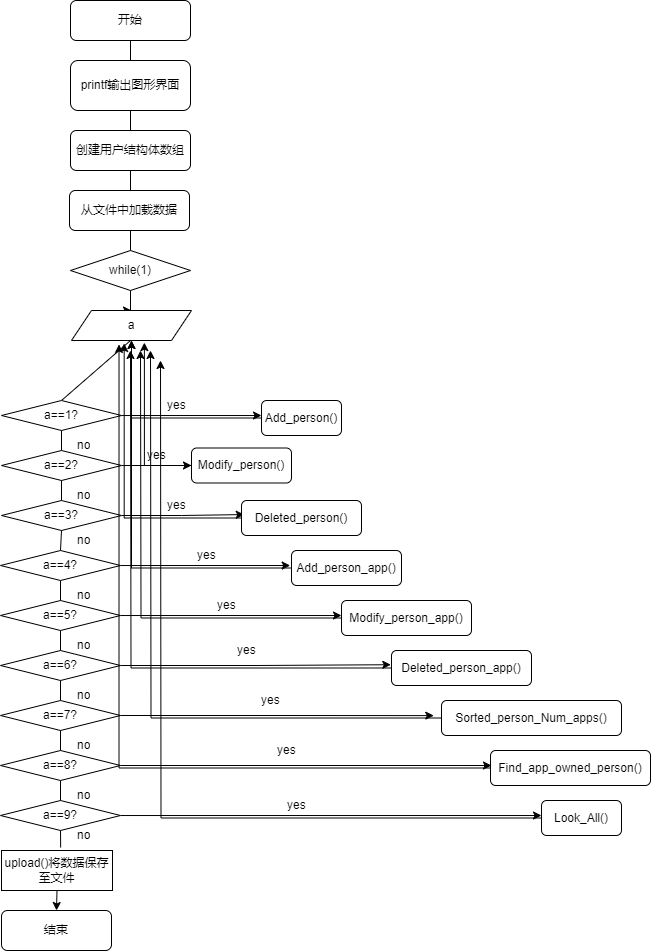 开始
printf输出图形界面
创建用户结构体数组
从文件中加载数据
while(1)
a
a==1?
yes
Add_person()
no
a==2?
yes
Modify_person()
no
a==3?
yes
Deleted_person()
no
a==4?
yes
Add_person_app()
no
a==5?
yes
Modify_person_app()
no
a==6?
yes
Deleted_person_app()
no
a==7?
yes
Sorted_person_Num_apps()
no
a==8?
yes
Find_app_owned_person()
no
a==9?
yes
Look_All()
no
upload()将数据保存
至文件
结束